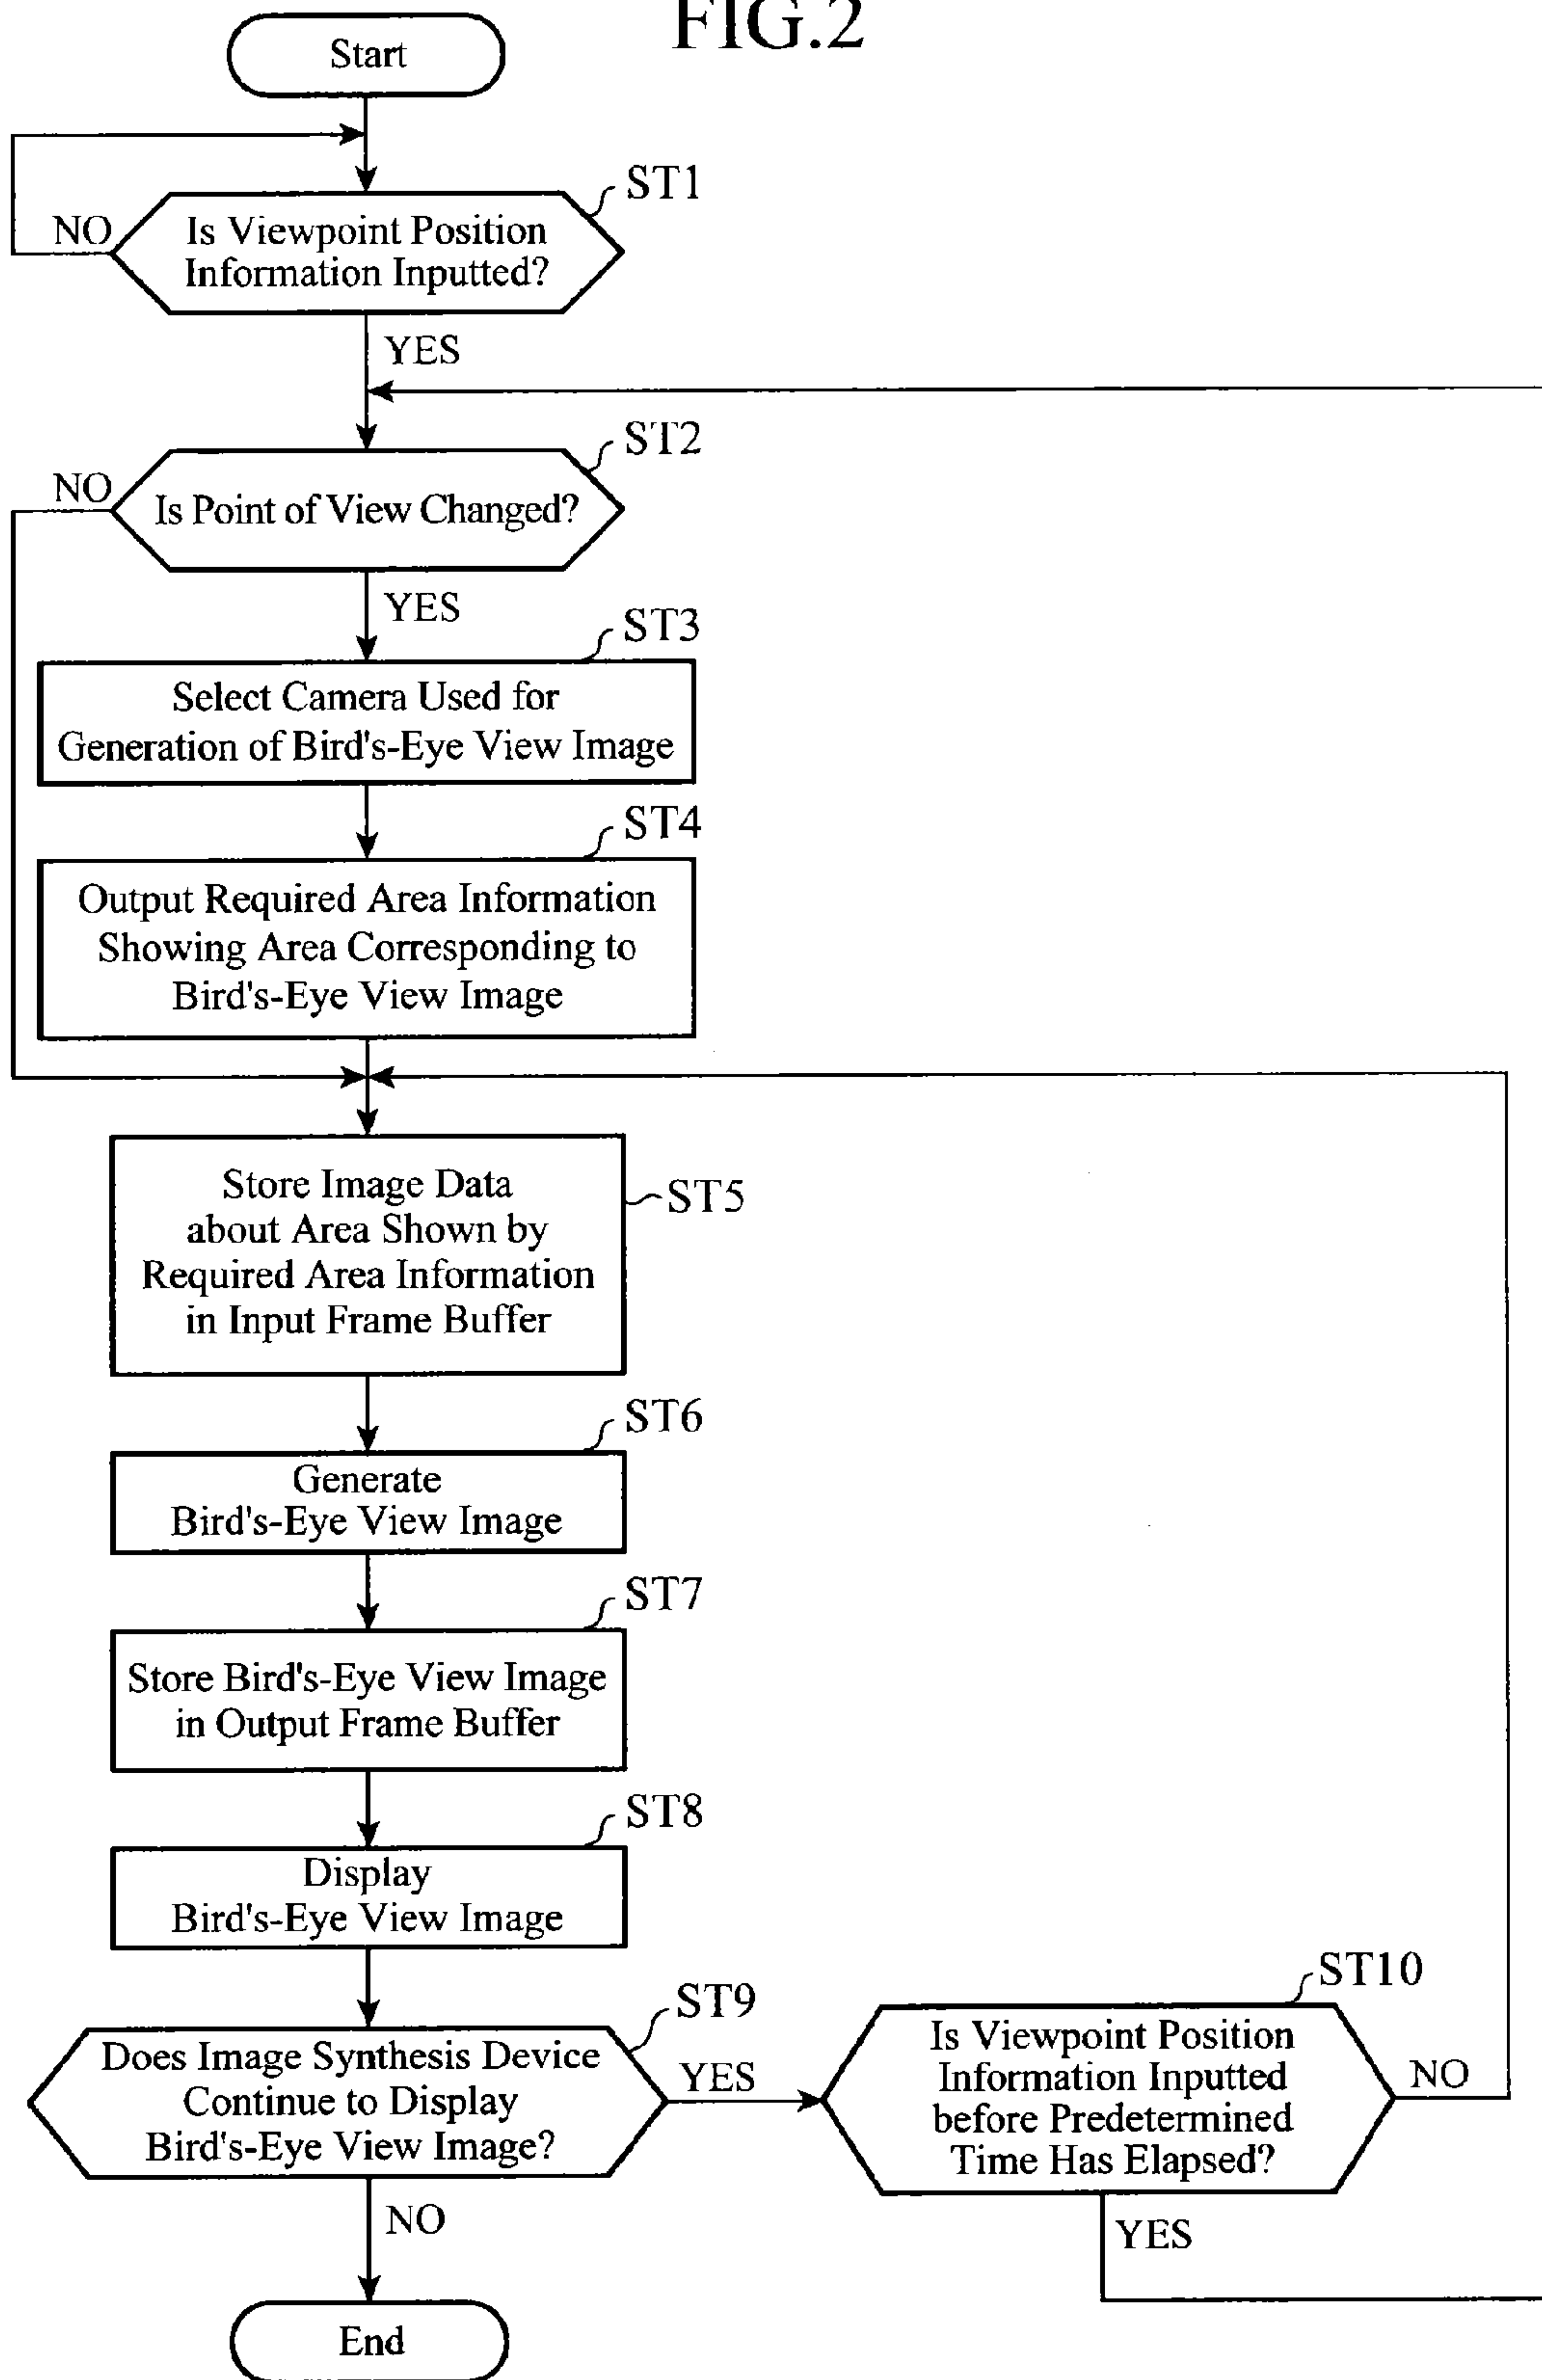 FIG.2
Start
ST1
NO
Is Viewpoint Position
Information Inputted?
YES
ST2
NO
Is Point of View Changed?
YES
ST3
Select Camera Used for
Generation of Bird's-Eye View Image
ST4
Output Required Area Information
Showing Area Corresponding to
Bird's-Eye View Image
Store Image Data
about Area Shown by
Required Area Information
in Input Frame Buffer
ST5
ST6
Generate
Bird's-Eye View Image
ST7
Store Bird's-Eye View Image
in Output Frame Buffer
ST8
Display
Bird's-Eye View Image
ST9
Does Image Synthesis Device
Continue to Display
Bird's-Eye View Image?
YES
ST10
Is Viewpoint Position
Information Inputted
before Predetermined
Time Has Elapsed?
NO
NO
YES
End